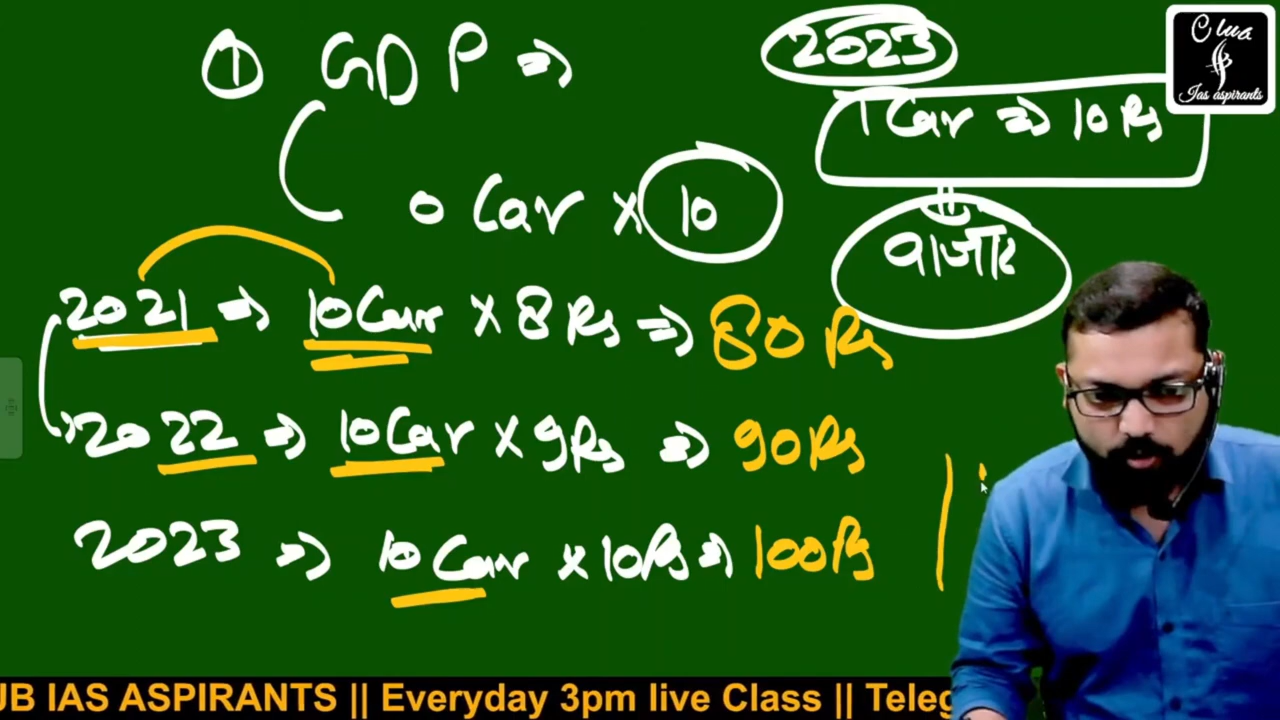 ① GDP ⇒
2023
1 Car ⇒ 10 Rs
Car × 10
बाजार
2021 ⇒ 10 Car × 8 Rs ⇒ 80 Rs
2022 ⇒ 10 Car × 9 Rs ⇒ 90 Rs
2023 ⇒ 10 Car × 10 Rs ⇒ 100 Rs
Ias aspirants
UB IAS ASPIRANTS || Everyday 3pm live Class || Teleg